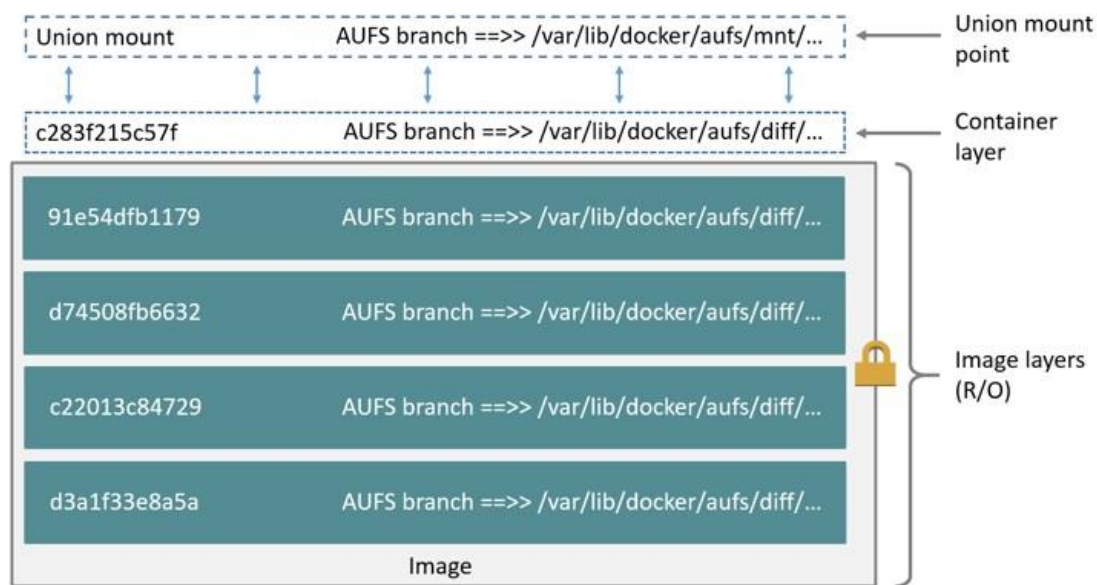 Union mount AUFS branch ==>> /var/lib/docker/aufs/mnt/...
Union mount
point
c283f215c57f AUFS branch ==>> /var/lib/docker/aufs/diff/...
Container
layer
91e54dfb1179 AUFS branch ==>> /var/lib/docker/aufs/diff/...
d74508fb6632 AUFS branch ==>> /var/lib/docker/aufs/diff/...
Image layers
(R/O)
c22013c84729 AUFS branch ==>> /var/lib/docker/aufs/diff/...
d3a1f33e8a5a AUFS branch ==>> /var/lib/docker/aufs/diff/...
Image